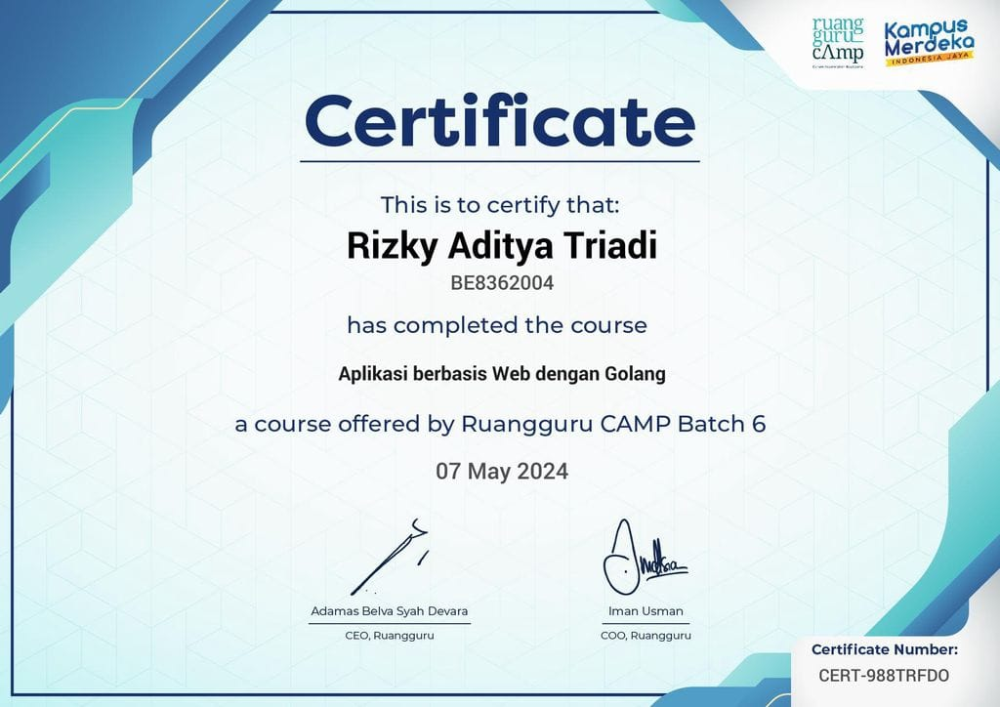 ruang
guru
cAmp
Kampus
Merdeka
INDONESIA JAYA
Certificate
This is to certify that:
Rizky Aditya Triadi
BE8362004
has completed the course
Aplikasi berbasis Web dengan Golang
a course offered by Ruangguru CAMP Batch 6
07 May 2024
Adamas Belva Syah Devara
CEO, Ruangguru
Iman Usman
COO, Ruangguru
Certificate Number:
CERT-988TRFDO